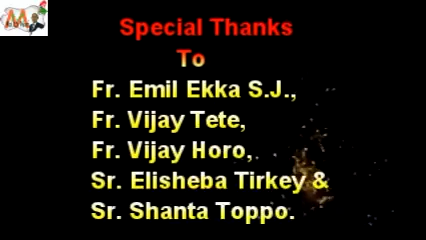 Special Thanks
To
Fr. Emil Ekka S.J.,
Fr. Vijay Tete,
Fr. Vijay Horo,
Sr. Elisheba Tirkey &
Sr. Shanta Toppo.